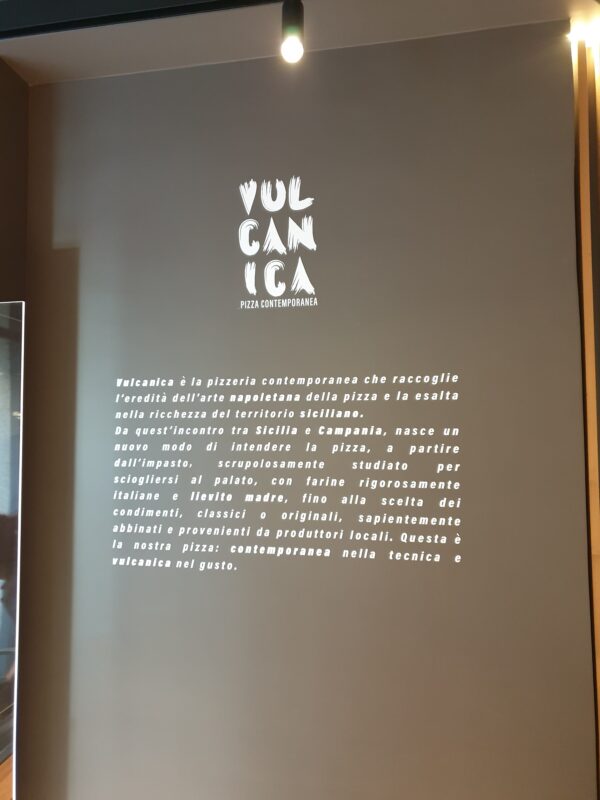 VUL
CAN
ICA
PIZZA CONTEMPORANEA
Vulcanica è la pizzeria contemporanea che raccoglie
l'eredità dell'arte napoletana della pizza e la esalta
nella ricchezza del territorio siciliano.
Da quest'incontro tra Sicilia e Campania, nasce un
nuovo modo di intendere la pizza, a partire
dall'impasto, scrupolosamente studiato per
sciogliersi al palato, con farine rigorosamente
italiane e lievito madre, fino alla scelta dei
condimenti, classici o originali, sapientemente
abbinati e provenienti da produttori locali. Questa è
la nostra pizza: contemporanea nella tecnica e
vulcanica nel gusto.